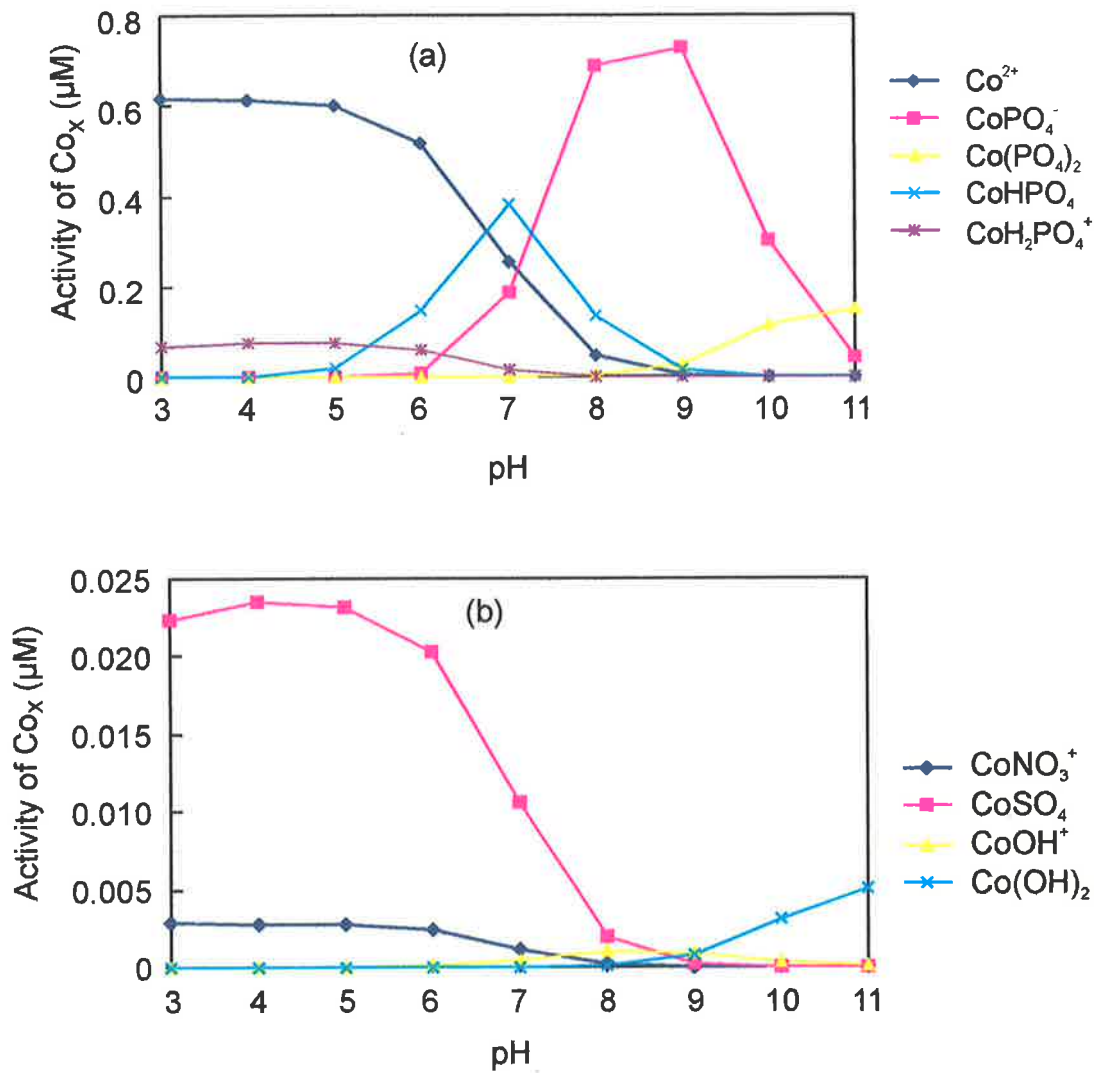 0.8
0.6
0.4
0.2
0
Activity of Coₓ (µM)
(a)
3 4 5 6 7 8 9 10 11
pH
Co²⁺
CoPO₄⁻
Co(PO₄)₂
CoHPO₄
CoH₂PO₄⁺
0.025
0.020
0.015
0.010
0.005
0
Activity of Coₓ (µM)
(b)
3 4 5 6 7 8 9 10 11
pH
CoNO₃⁺
CoSO₄
CoOH⁺
Co(OH)₂